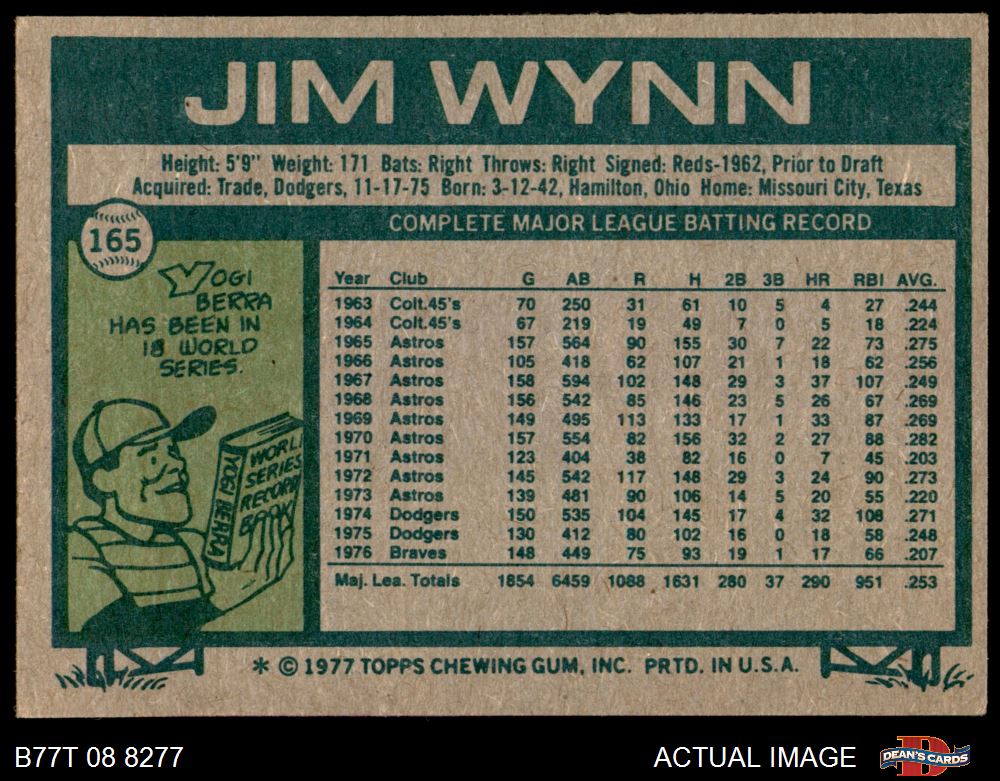 JIM WYNN
Height: 5'9" Weight: 171 Bats: Right Throws: Right Signed: Reds-1962, Prior to Draft
Acquired: Trade, Dodgers, 11-17-75 Born: 3-12-42, Hamilton, Ohio Home: Missouri City, Texas
165
COMPLETE MAJOR LEAGUE BATTING RECORD
YOGI
BERRA
HAS BEEN IN
18 WORLD
SERIES.
WORLD
SERIES
RECORD
BOOK
YOGI BERRA
Year Club G AB R H 2B 3B HR RBI AVG.
1963 Colt.45's 70 250 31 61 10 5 4 27 .244
1964 Colt.45's 67 219 19 49 7 0 5 18 .224
1965 Astros 157 564 90 155 30 7 22 73 .275
1966 Astros 105 418 62 107 21 1 18 62 .256
1967 Astros 158 594 102 148 29 3 37 107 .249
1968 Astros 156 542 85 146 23 5 26 67 .269
1969 Astros 149 495 113 133 17 1 33 87 .269
1970 Astros 157 554 82 156 32 2 27 88 .282
1971 Astros 123 404 38 82 16 0 7 45 .203
1972 Astros 145 542 117 148 29 3 24 90 .273
1973 Astros 139 481 90 106 14 5 20 55 .220
1974 Dodgers 150 535 104 145 17 4 32 108 .271
1975 Dodgers 130 412 80 102 16 0 18 58 .248
1976 Braves 148 449 75 93 19 1 17 66 .207
Maj. Lea. Totals 1854 6459 1088 1631 280 37 290 951 .253
* © 1977 TOPPS CHEWING GUM, INC. PRTD. IN U.S.A.
B77T 08 8277
ACTUAL IMAGE
D
DEAN'S CARDS